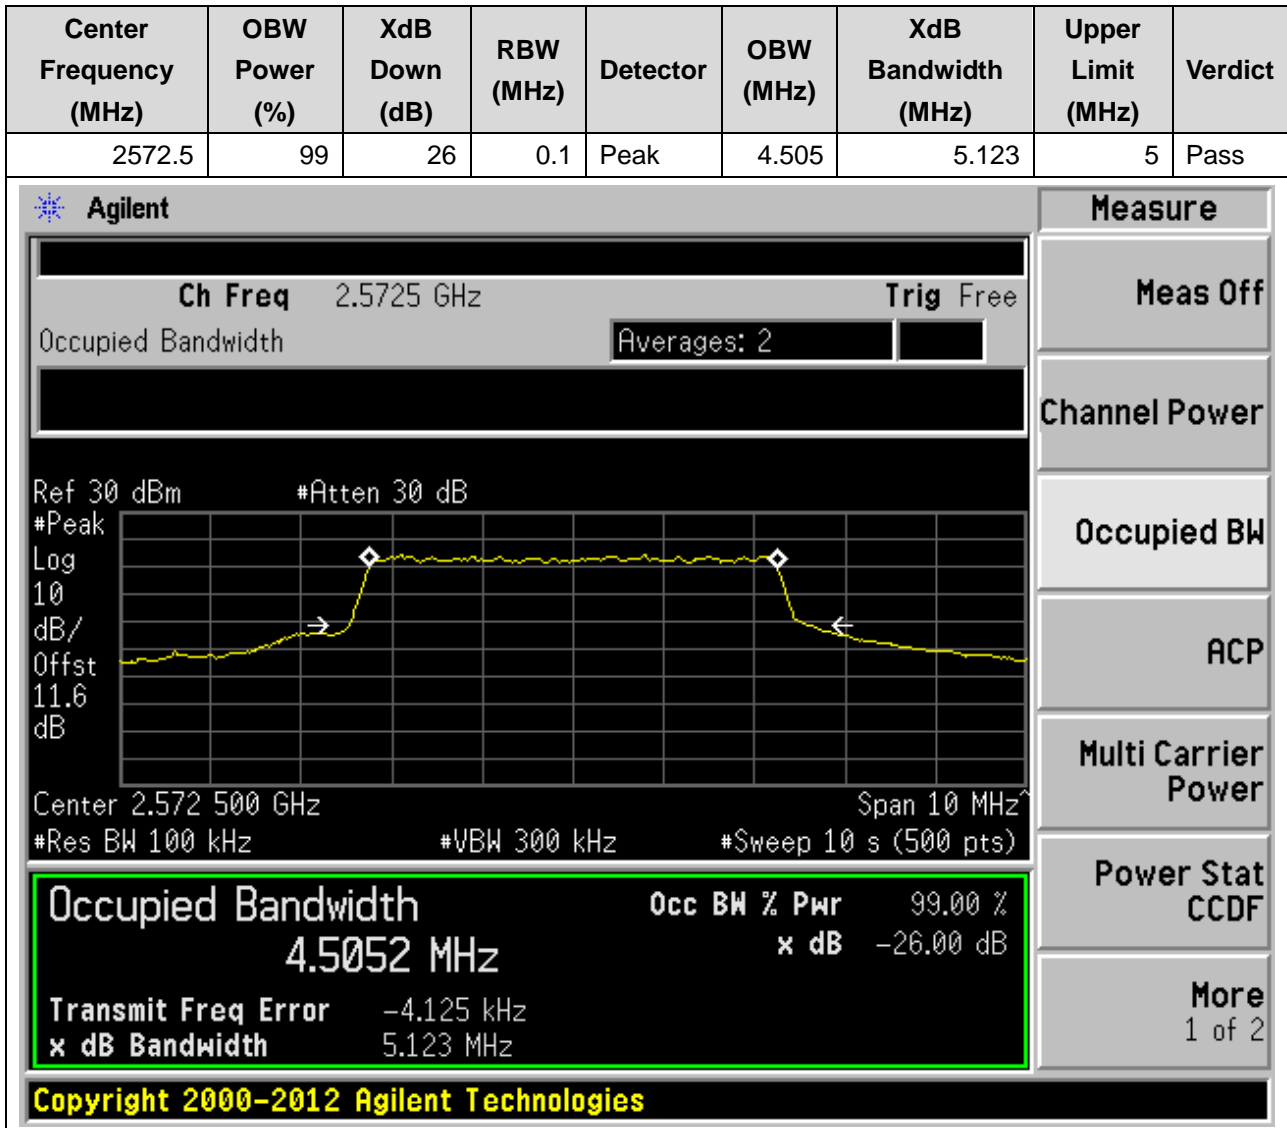 Center Frequency (MHz) OBW Power (%) XdB Down (dB) RBW (MHz) Detector OBW (MHz) XdB Bandwidth (MHz) Upper Limit (MHz) Verdict
2572.5 99 26 0.1 Peak 4.505 5.123 5 Pass
Agilent
Measure
Ch Freq 2.5725 GHz Trig Free
Occupied Bandwidth Averages: 2
Meas Off
Channel Power
Occupied BW
ACP
Multi Carrier
Power
Power Stat
CCDF
More
1 of 2
Ref 30 dBm #Atten 30 dB
#Peak
Log
10
dB/
Offst
11.6
dB
Center 2.572 500 GHz Span 10 MHz^
#Res BW 100 kHz #VBW 300 kHz #Sweep 10 s (500 pts)
Occupied Bandwidth Occ BW % Pwr 99.00 %
4.5052 MHz x dB -26.00 dB
Transmit Freq Error -4.125 kHz
x dB Bandwidth 5.123 MHz
Copyright 2000-2012 Agilent Technologies